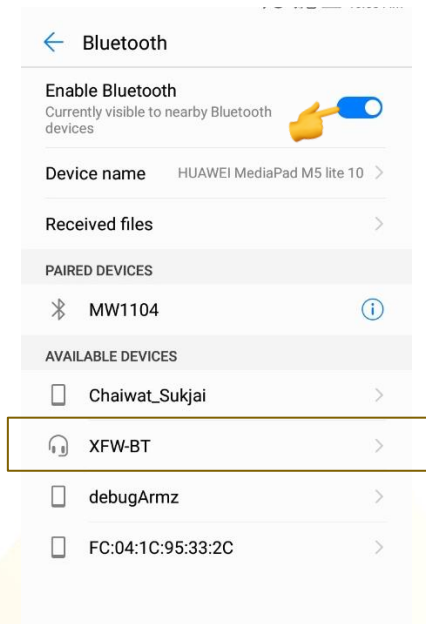 Bluetooth
Enable Bluetooth
Currently visible to nearby Bluetooth
devices
Device name HUAWEI MediaPad M5 lite 10
Received files
PAIRED DEVICES
MW1104
AVAILABLE DEVICES
Chaiwat_Sukjai
XFW-BT
debugArmz
FC:04:1C:95:33:2C